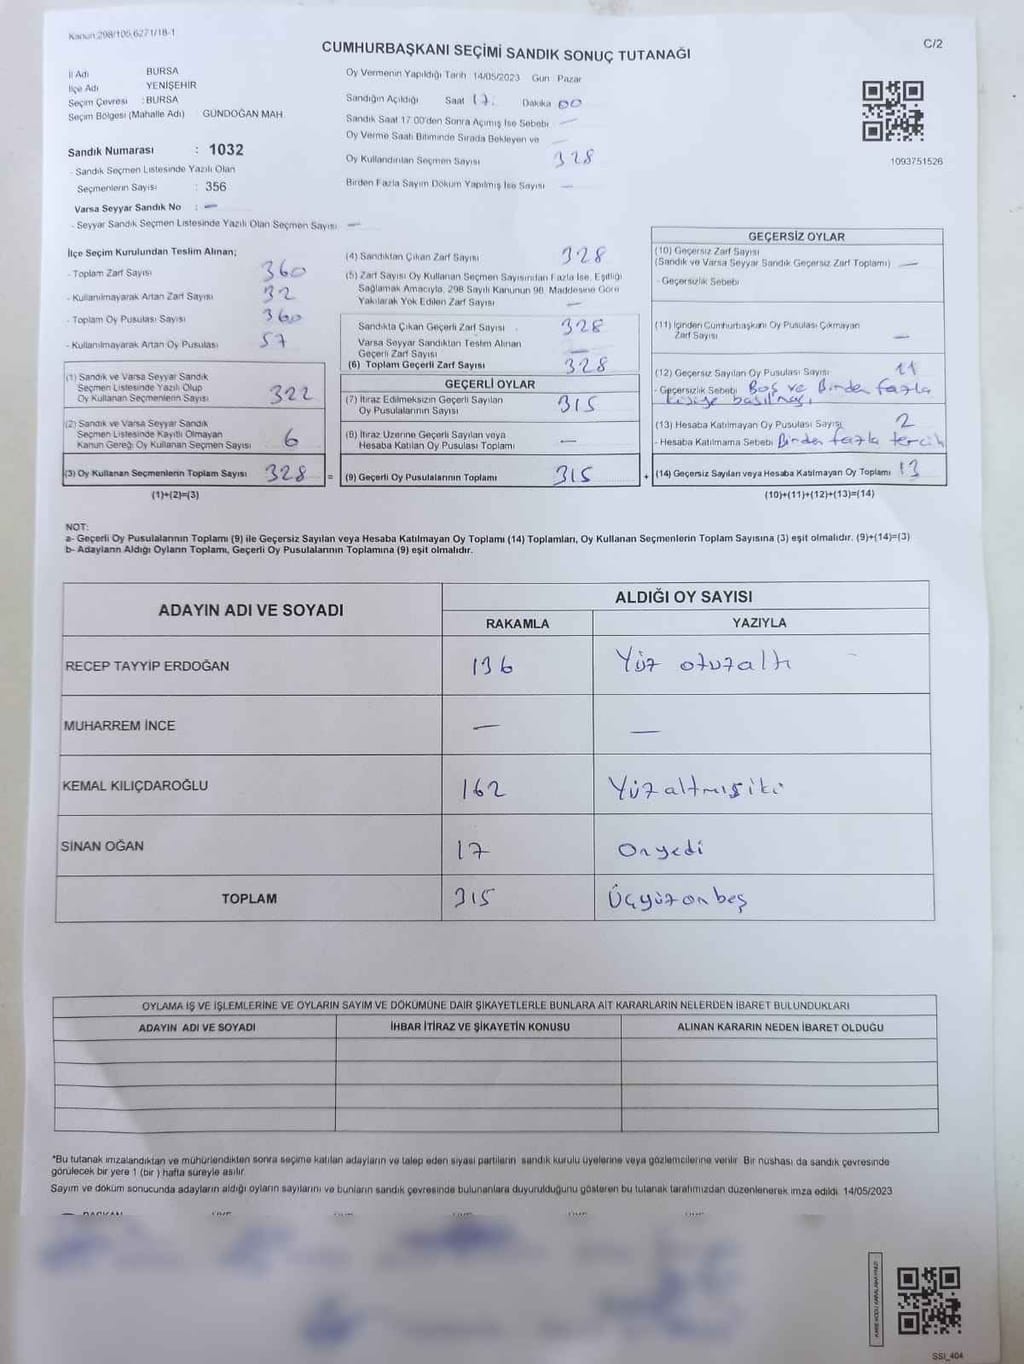 Kanun 298/106,6271/18-1
CUMHURBAŞKANI SEÇİMİ SANDIK SONUÇ TUTANAĞI
C/2
İl Adı BURSA
İlçe Adı YENİŞEHİR
Seçim Çevresi : BURSA
Seçim Bölgesi (Mahalle Adı) GÜNDOĞAN MAH.
Sandık Numarası : 1032
- Sandık Seçmen Listesinde Yazılı Olan
Seçmenlerin Sayısı : 356
Varsa Seyyar Sandık No : —
- Seyyar Sandık Seçmen Listesinde Yazılı Olan Seçmen Sayısı —
Oy Vermenin Yapıldığı Tarih 14/05/2023 Gün Pazar
Sandığın Açıldığı Saat 17. Dakika 00
Sandık Saat 17:00'den Sonra Açımış İse Sebebi —
Oy Verme Saati Bitiminde Sırada Bekleyen ve —
Oy Kullandırılan Seçmen Sayısı 328
Birden Fazla Sayım Döküm Yapılmış İse Sayısı —
1093751526
İlçe Seçim Kurulundan Teslim Alınan;
- Toplam Zarf Sayısı 360
- Kullanılmayarak Artan Zarf Sayısı 32
- Toplam Oy Pusulası Sayısı 360
- Kullanılmayarak Artan Oy Pusulası 57
(1) Sandık ve Varsa Seyyar Sandık
Seçmen Listesinde Yazılı Olup
Oy Kullanan Seçmenlerin Sayısı 322
(2) Sandık ve Varsa Seyyar Sandık
Seçmen Listesinde Kayıtlı Olmayan
Kanun Gereği Oy Kullanan Seçmen Sayısı 6
(3) Oy Kullanan Seçmenlerin Toplam Sayısı 328 =
(1)+(2)=(3)
(4) Sandıktan Çıkan Zarf Sayısı 328
(5) Zarf Sayısı Oy Kullanan Seçmen Sayısından Fazla İse, Eşitliği
Sağlamak Amacıyla, 298 Sayılı Kanunun 98. Maddesine Göre
Yakılarak Yok Edilen Zarf Sayısı —
Sandıkta Çıkan Geçerli Zarf Sayısı 328
Varsa Seyyar Sandıktan Teslim Alınan
Geçerli Zarf Sayısı —
(6) Toplam Geçerli Zarf Sayısı 328
GEÇERLİ OYLAR
(7) İtiraz Edilmeksizin Geçerli Sayılan
Oy Pusulalarının Sayısı 315
(8) İtiraz Üzerine Geçerli Sayılan veya
Hesaba Katılan Oy Pusulası Toplamı —
(9) Geçerli Oy Pusulalarının Toplamı 315 +
GEÇERSİZ OYLAR
(10) Geçersiz Zarf Sayısı
(Sandık ve Varsa Seyyar Sandık Geçersiz Zarf Toplamı) —
- Geçersizlik Sebebi
(11) İçinden Cumhurbaşkanı Oy Pusulası Çıkmayan
Zarf Sayısı —
(12) Geçersiz Sayılan Oy Pusulası Sayısı 11
- Geçersizlik Sebebi Boş ve Birden fazla
kişiye basılmış
(13) Hesaba Katılmayan Oy Pusulası Sayısı 2
- Hesaba Katılmama Sebebi Birden fazla tercih
(14) Geçersiz Sayılan veya Hesaba Katılmayan Oy Toplamı 13
(10)+(11)+(12)+(13)=(14)
NOT:
a- Geçerli Oy Pusulalarının Toplamı (9) ile Geçersiz Sayılan veya Hesaba Katılmayan Oy Toplamı (14) Toplamları, Oy Kullanan Seçmenlerin Toplam Sayısına (3) eşit olmalıdır. (9)+(14)=(3)
b- Adayların Aldığı Oyların Toplamı, Geçerli Oy Pusulalarının Toplamına (9) eşit olmalıdır.
ADAYIN ADI VE SOYADI
ALDIĞI OY SAYISI
RAKAMLA YAZIYLA
RECEP TAYYİP ERDOĞAN 136 Yüz otuzaltı
MUHARREM İNCE — —
KEMAL KILIÇDAROĞLU 162 Yüzaltmışiki
SİNAN OĞAN 17 Onyedi
TOPLAM 315 Üçyüzonbeş
OYLAMA İŞ VE İŞLEMLERİNE VE OYLARIN SAYIM VE DÖKÜMÜNE DAİR ŞİKAYETLERLE BUNLARA AİT KARARLARIN NELERDEN İBARET BULUNDUKLARI
ADAYIN ADI VE SOYADI İHBAR İTİRAZ VE ŞİKAYETİN KONUSU ALINAN KARARIN NEDEN İBARET OLDUĞU
*Bu tutanak imzalandıktan ve mühürlendikten sonra seçime katılan adayların ve talep eden siyasi partilerin sandık kurulu üyelerine veya gözlemcilerine verilir. Bir nüshası da sandık çevresinde
görülecek bir yere 1 (bir) hafta süreyle asılır.
Sayım ve döküm sonucunda adayların aldığı oyların sayılarını ve bunların sandık çevresinde bulunanlara duyurulduğunu gösteren bu tutanak tarafımızdan düzenlenerek imza edildi. 14/05/2023
SSI_404